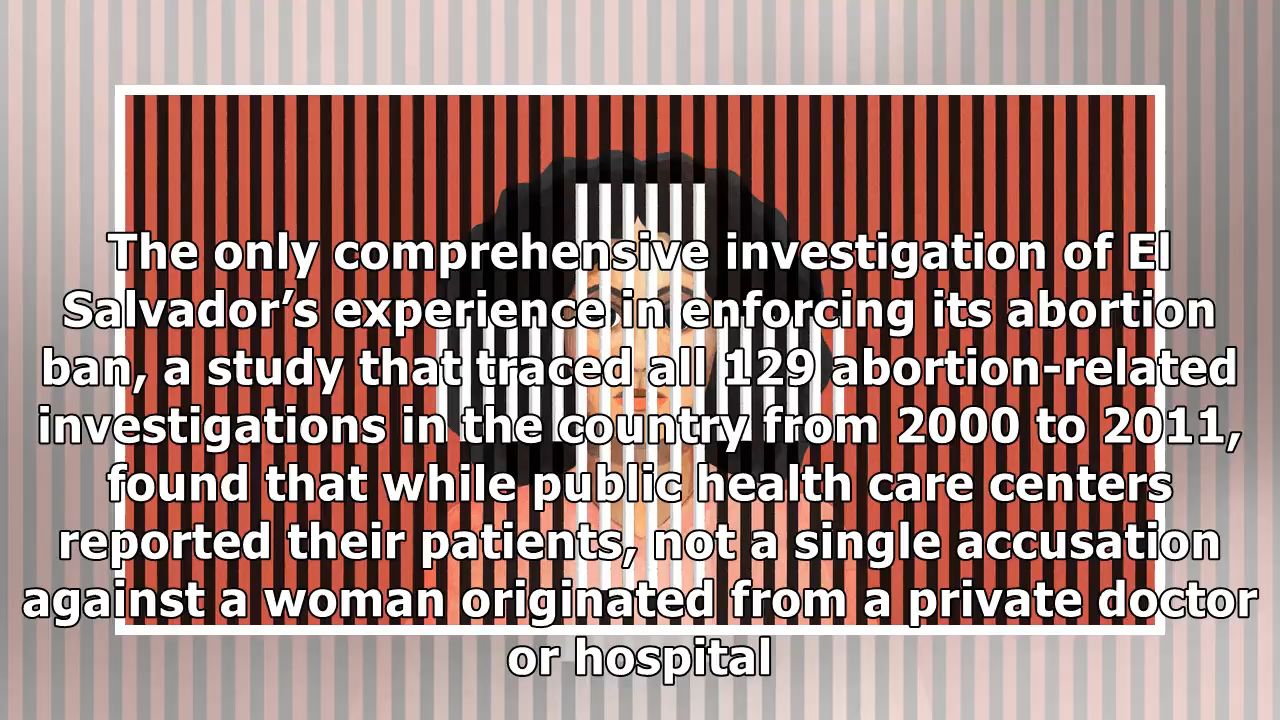 The only comprehensive investigation of El
Salvador’s experience in enforcing its abortion
ban, a study that traced all 129 abortion-related
investigations in the country from 2000 to 2011,
found that while public health care centers
reported their patients, not a single accusation
against a woman originated from a private doctor
or hospital